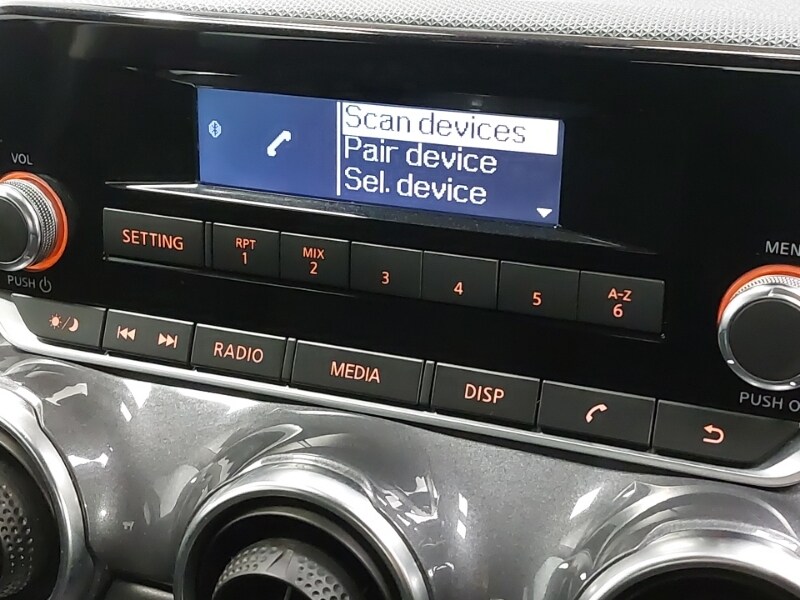 Scan devices
Pair device
Sel. device
VOL
PUSH
SETTING
RPT
1
MIX
2
3
4
5
A-Z
6
RADIO
MEDIA
DISP
MEN
PUSH O